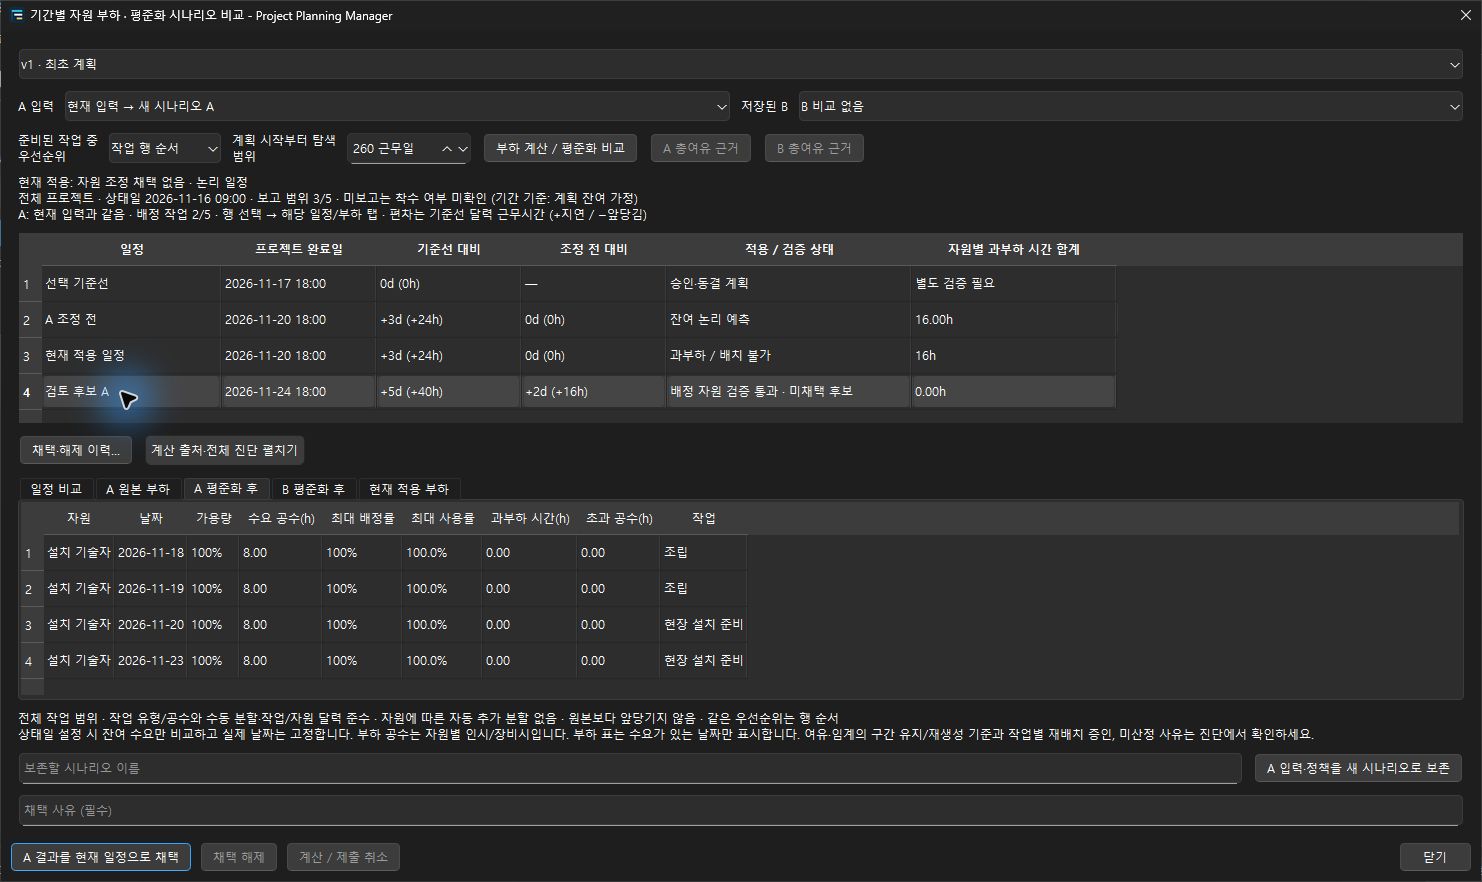 기간별 자원 부하 · 평준화 시나리오 비교 - Project Planning Manager
v1 · 최초 계획
A 입력 현재 입력 → 새 시나리오 A 저장된 B B 비교 없음
준비된 작업 중 우선순위 작업 행 순서 계획 시작부터 탐색 범위 260 근무일 부하 계산 / 평준화 비교 A 총여유 근거 B 총여유 근거
현재 적용: 자원 조정 채택 없음 · 논리 일정
전체 프로젝트 · 상태일 2026-11-16 09:00 · 보고 범위 3/5 · 미보고는 착수 여부 미확인 (기간 기준: 계획 잔여 가정)
A: 현재 입력과 같음 · 배정 작업 2/5 · 행 선택 → 해당 일정/부하 탭 · 편차는 기준선 달력 근무시간 (+지연 / −앞당김)
일정 프로젝트 완료일 기준선 대비 조정 전 대비 적용 / 검증 상태 자원별 과부하 시간 합계
1 선택 기준선 2026-11-17 18:00 0d (0h) — 승인·동결 계획 별도 검증 필요
2 A 조정 전 2026-11-20 18:00 +3d (+24h) 0d (0h) 잔여 논리 예측 16.00h
3 현재 적용 일정 2026-11-20 18:00 +3d (+24h) 0d (0h) 과부하 / 배치 불가 16h
4 검토 후보 A 2026-11-24 18:00 +5d (+40h) +2d (+16h) 배정 자원 검증 통과 · 미채택 후보 0.00h
채택·해제 이력... 계산 출처·전체 진단 펼치기
일정 비교 A 원본 부하 A 평준화 후 B 평준화 후 현재 적용 부하
자원 날짜 가용량 수요 공수(h) 최대 배정률 최대 사용률 과부하 시간(h) 초과 공수(h) 작업
1 설치 기술자 2026-11-18 100% 8.00 100% 100.0% 0.00 0.00 조립
2 설치 기술자 2026-11-19 100% 8.00 100% 100.0% 0.00 0.00 조립
3 설치 기술자 2026-11-20 100% 8.00 100% 100.0% 0.00 0.00 현장 설치 준비
4 설치 기술자 2026-11-23 100% 8.00 100% 100.0% 0.00 0.00 현장 설치 준비
전체 작업 범위 · 작업 유형/공수와 수동 분할·작업/자원 달력 준수 · 자원에 따른 자동 추가 분할 없음 · 원본보다 앞당기지 않음 · 같은 우선순위는 행 순서
상태일 설정 시 잔여 수요만 비교하고 실제 날짜는 고정합니다. 부하 공수는 자원별 인시/장비시입니다. 부하 표는 수요가 있는 날짜만 표시합니다. 여유·임계의 구간 유지/재생성 기준과 작업별 재배치 증인, 미산정 사유는 진단에서 확인하세요.
보존할 시나리오 이름 A 입력·정책을 새 시나리오로 보존
채택 사유 (필수)
A 결과를 현재 일정으로 채택 채택 해제 계산 / 제출 취소 닫기